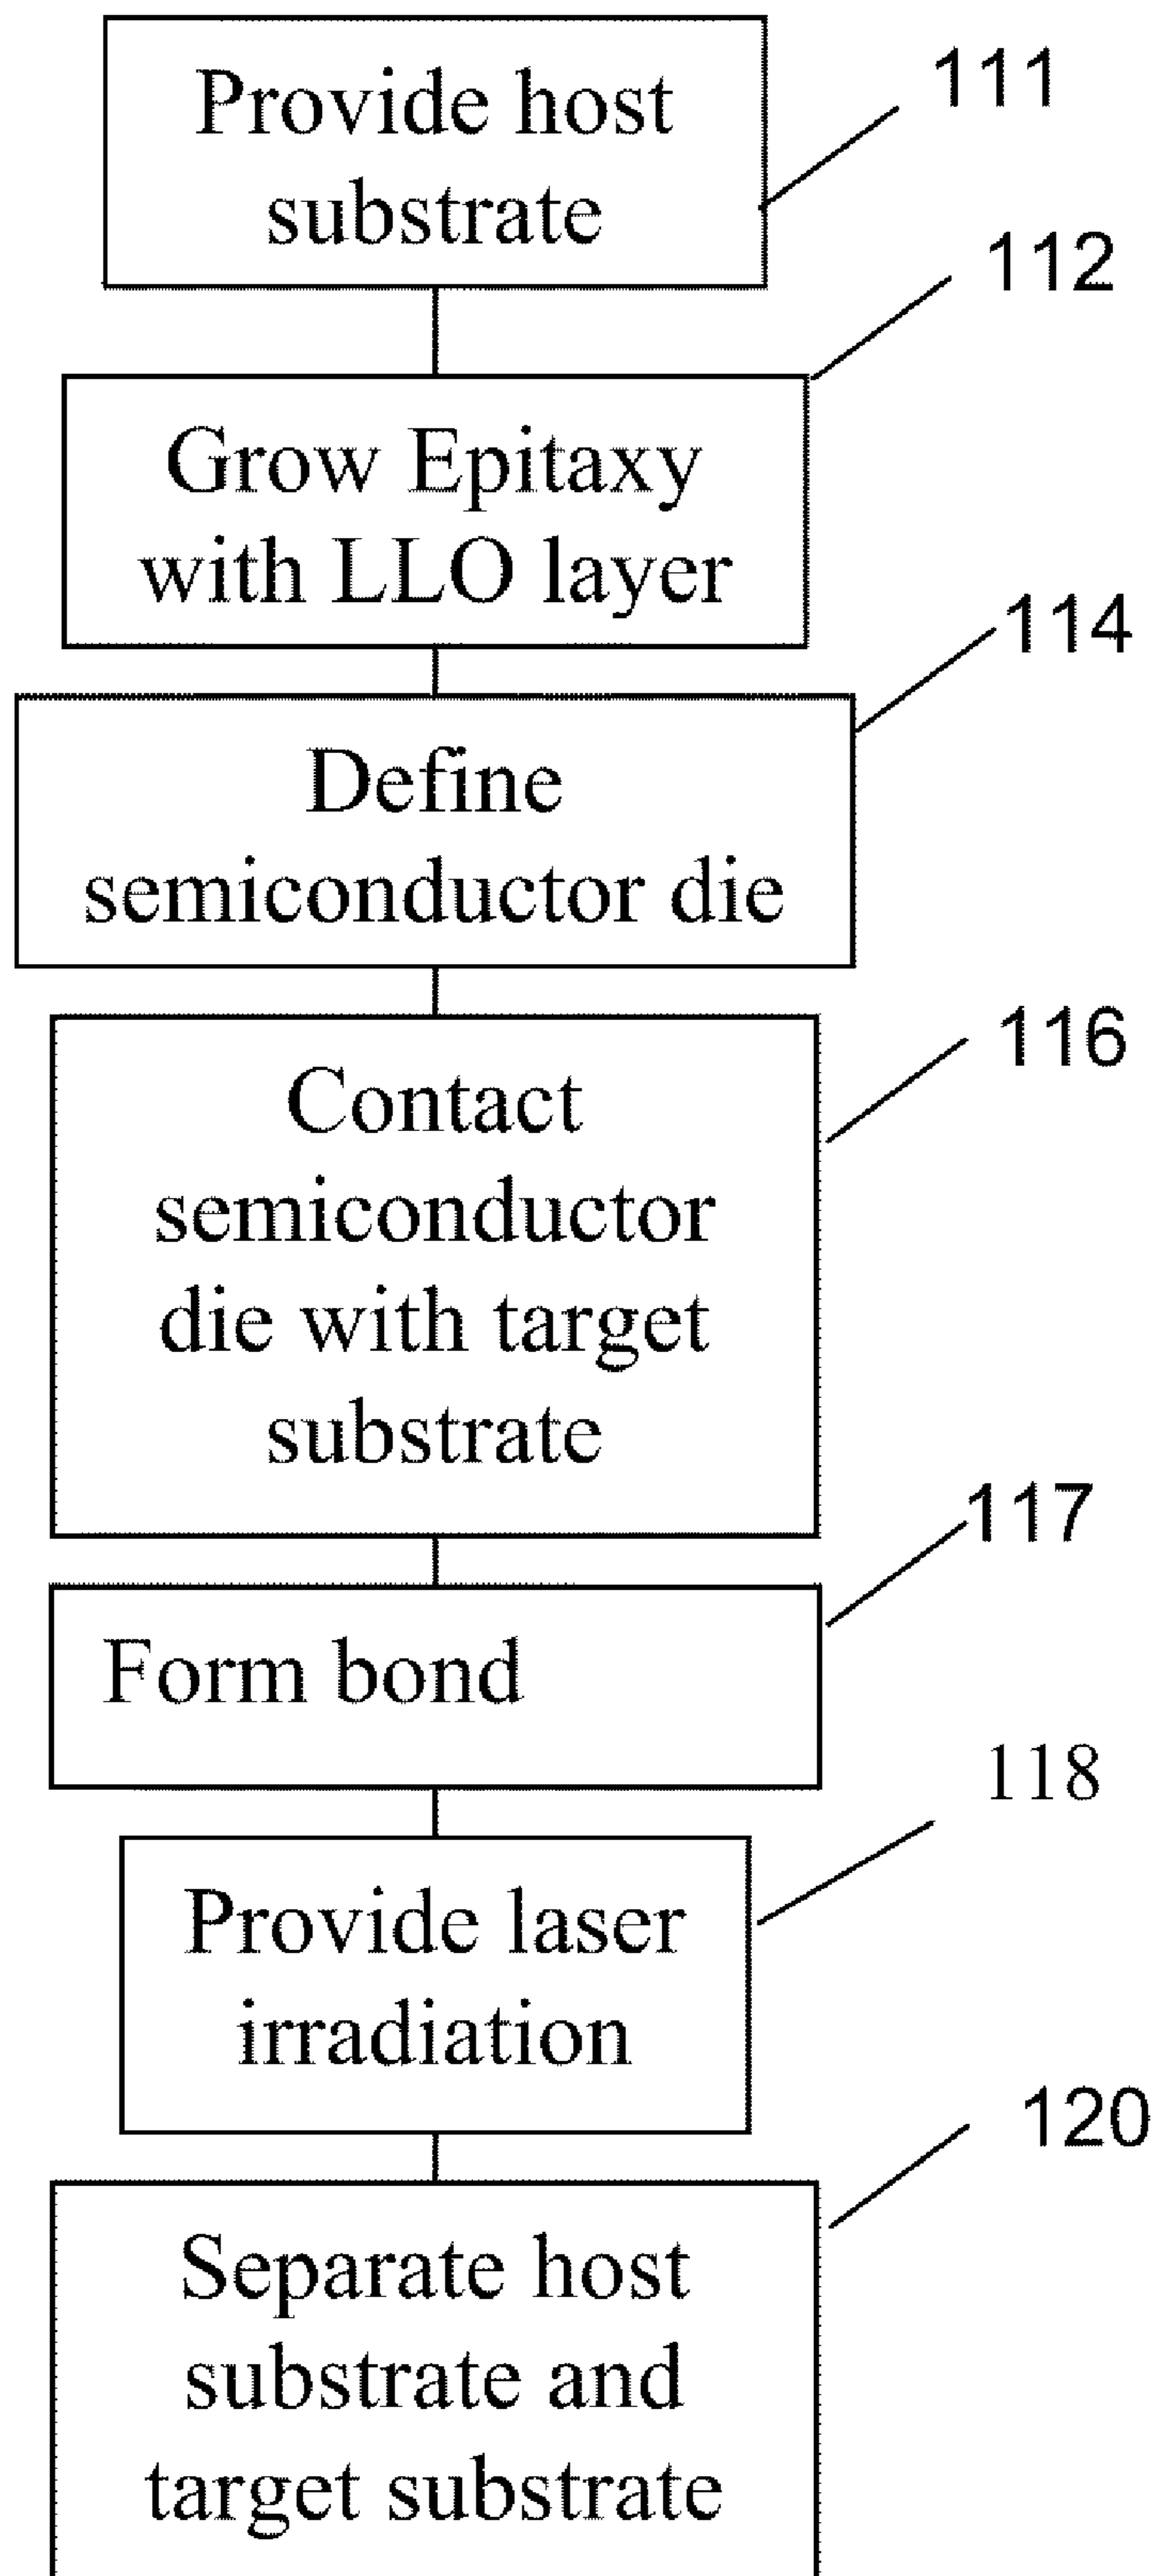 Provide host
substrate
111
Grow Epitaxy
with LLO layer
112
Define
semiconductor die
114
Contact
semiconductor
die with target
substrate
116
Form bond
117
Provide laser
irradiation
118
Separate host
substrate and
target substrate
120